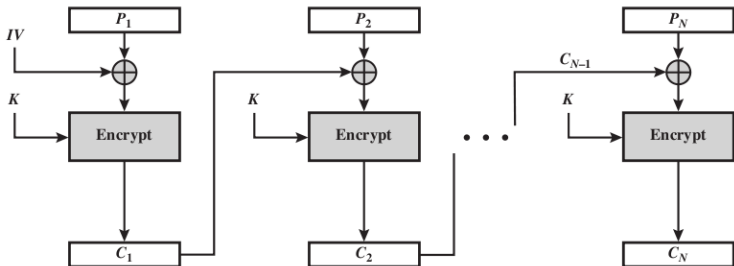 P1 P2 PN
IV
CN–1
K K K
Encrypt Encrypt Encrypt
C1 C2 CN